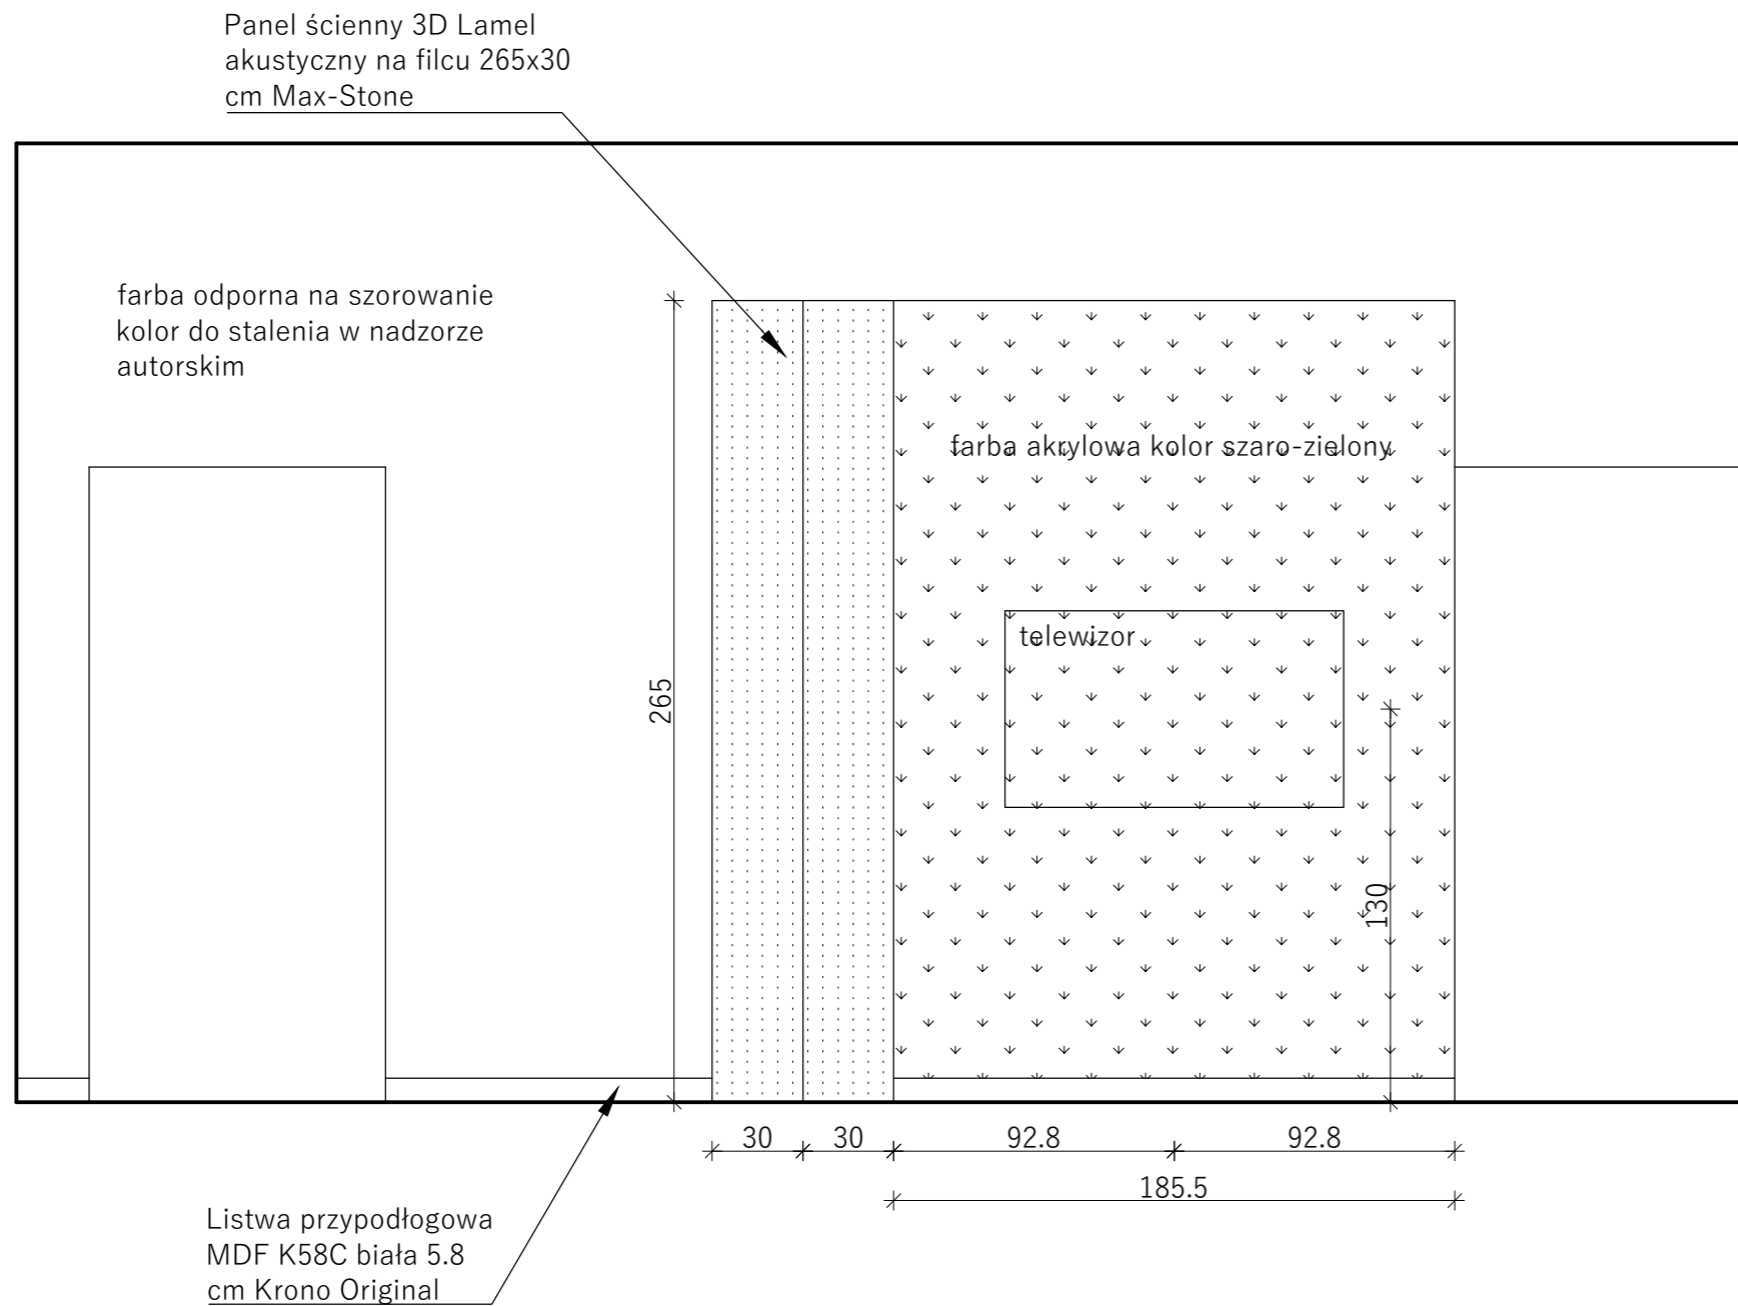 Panel ścienny 3D Lamel
akustyczny na filcu 265x30
cm Max-Stone
farba odporna na szorowanie
kolor do stalenia w nadzorze
autorskim
farba akrylowa kolor szaro-zielony
telewizor
265
130
30
30
92.8
92.8
185.5
Listwa przypodłogowa
MDF K58C biała 5.8
cm Krono Original